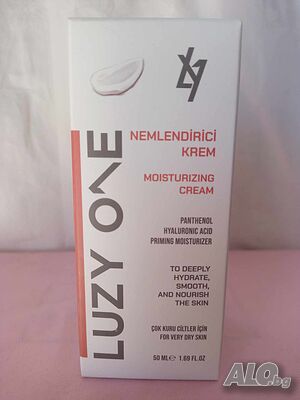 LUZY ONE
NEMLENDİRİCİ
KREM
MOISTURIZING
CREAM
PANTHENOL
HYALURONIC ACID
PRIMING MOISTURIZER
TO DEEPLY
HYDRATE,
SMOOTH,
AND NOURISH
THE SKIN
ÇOK KURU CİLTLER İÇİN
FOR VERY DRY SKIN
50 ML℮ 1.69 FL.OZ
ALO.bg